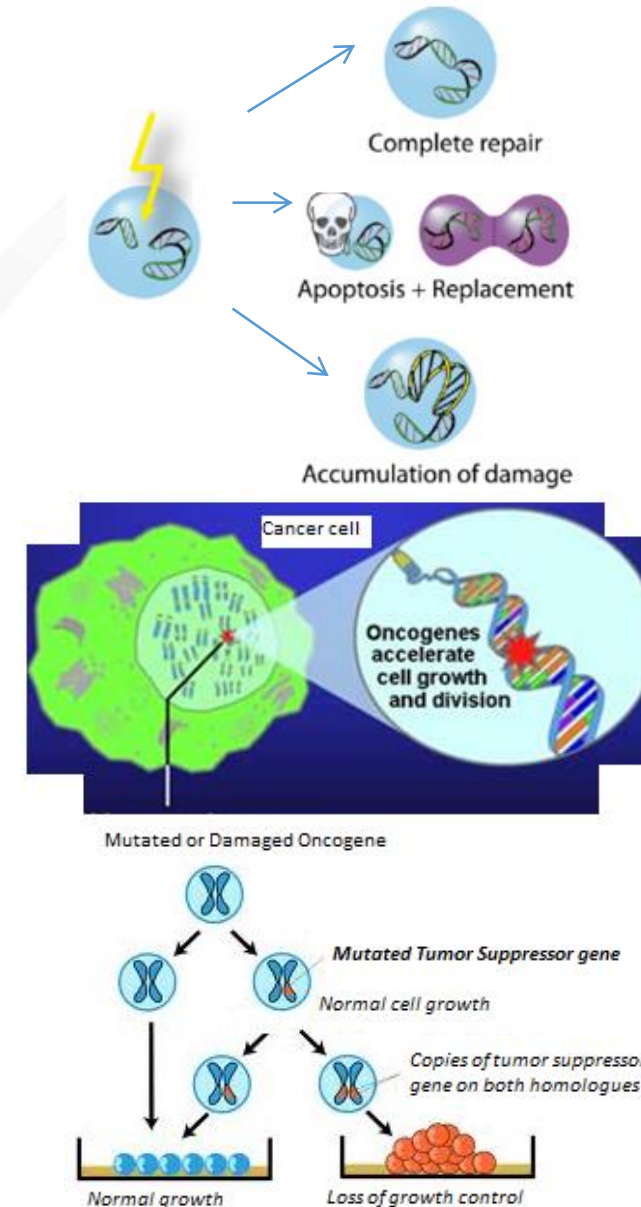 Complete repair
Apoptosis + Replacement
Accumulation of damage
Cancer cell
Oncogenes
accelerate
cell growth
and division
Mutated or Damaged Oncogene
Mutated Tumor Suppressor gene
Normal cell growth
Copies of tumor suppressor
gene on both homologues
Normal growth
Loss of growth control